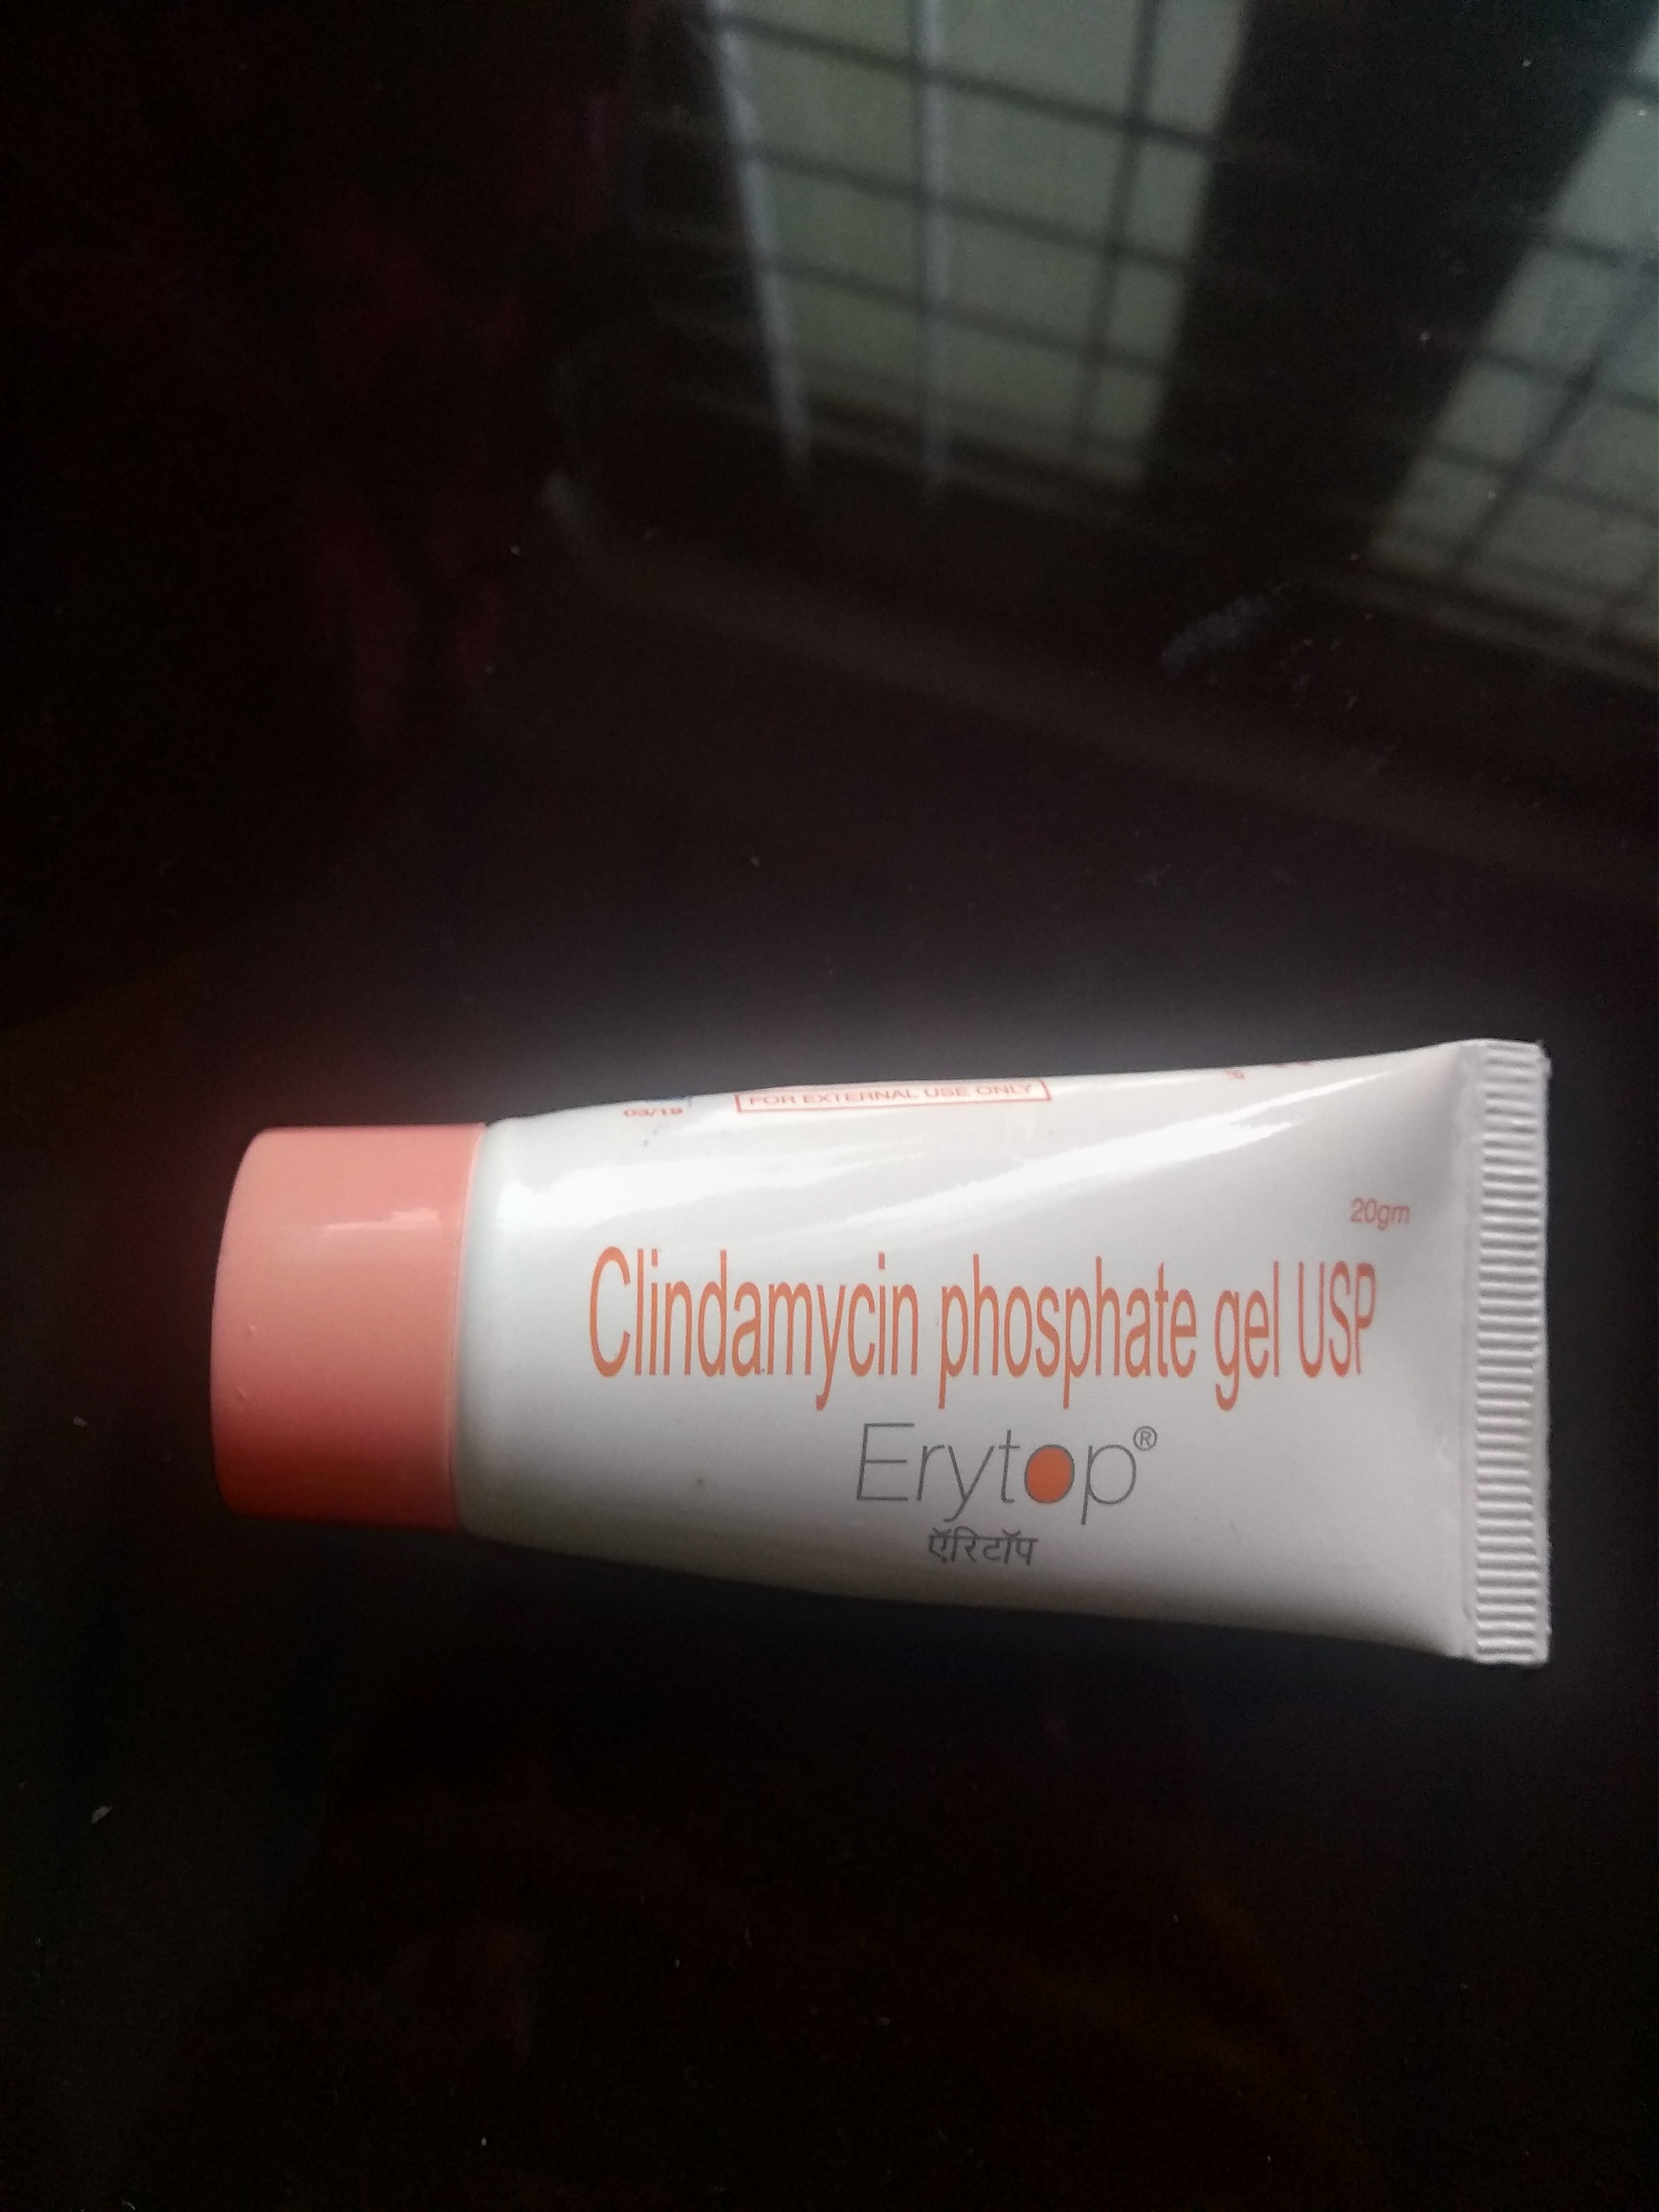 03/19
FOR EXTERNAL USE ONLY
20gm
Clindamycin phosphate gel USP
Erytop®
ऍरिटॉप